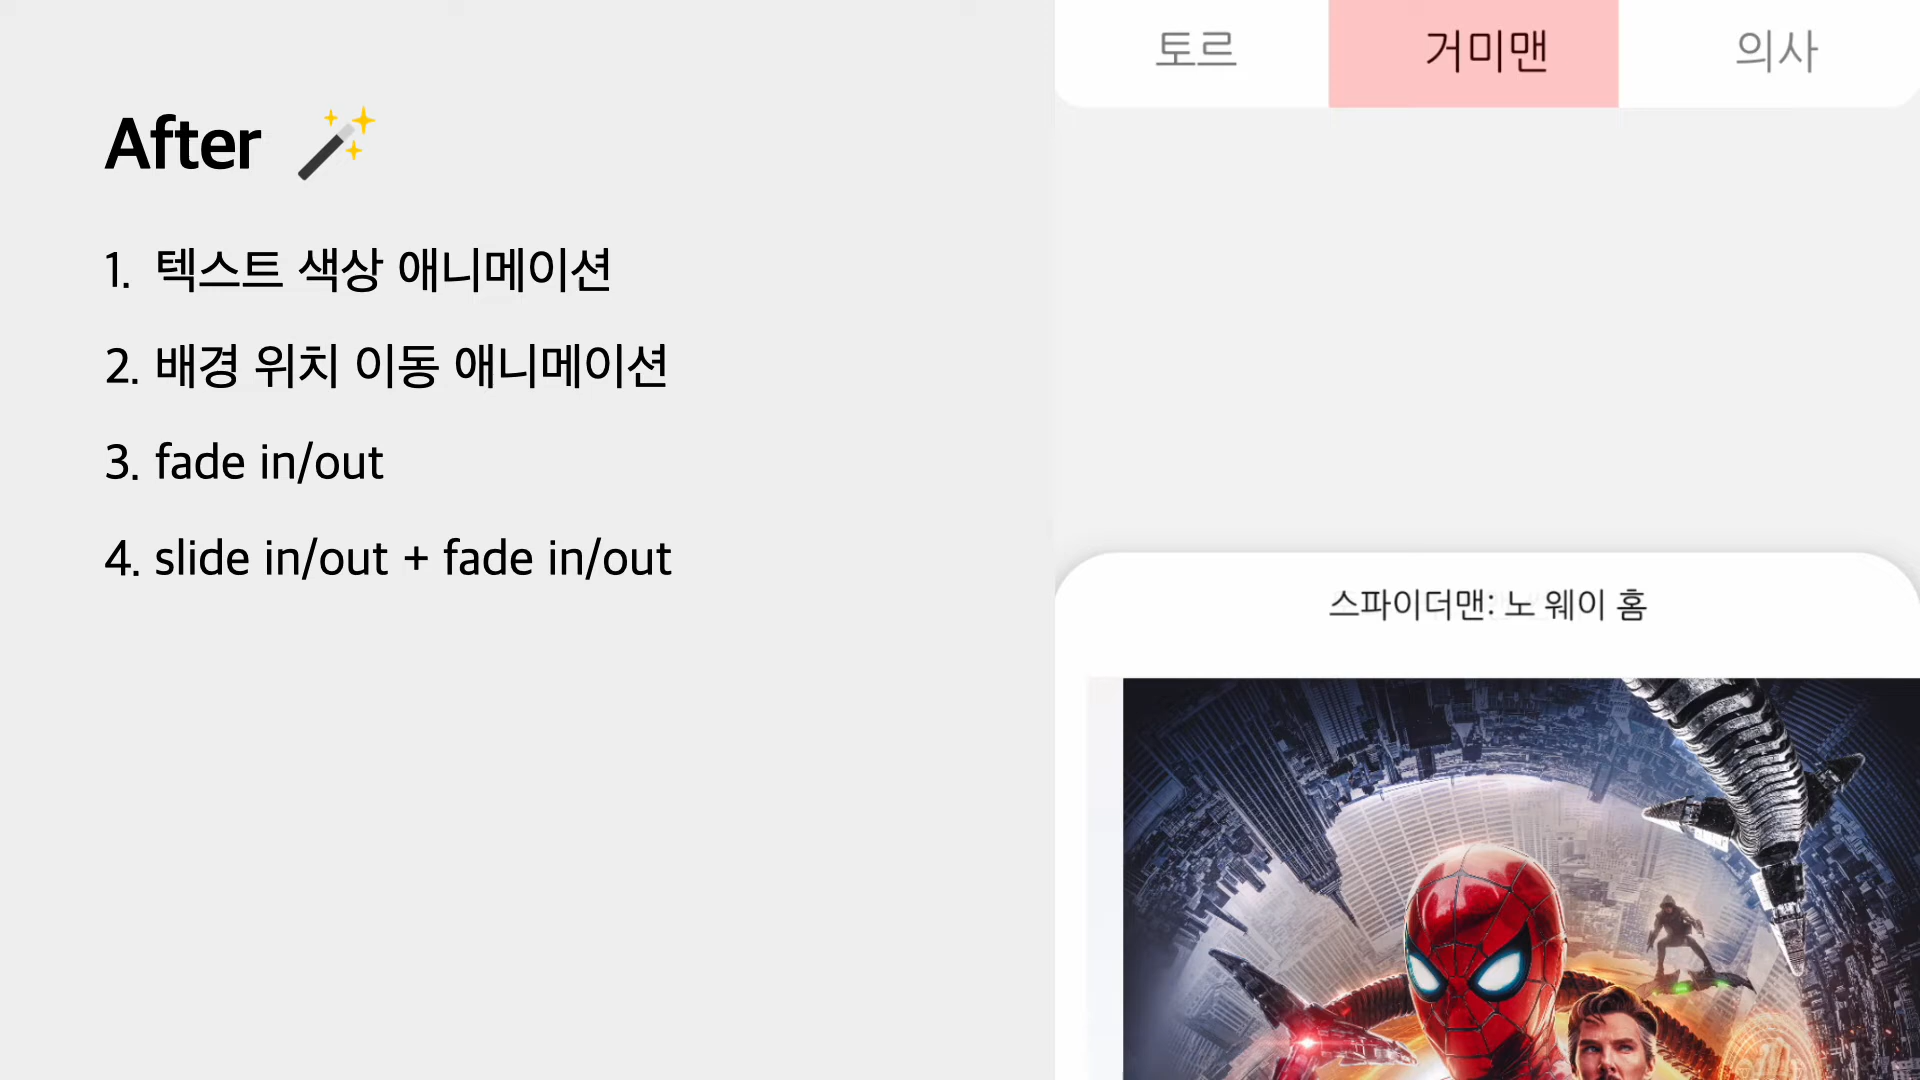 After
1. 텍스트 색상 애니메이션
2. 배경 위치 이동 애니메이션
3. fade in/out
4. slide in/out + fade in/out
토르 거미맨 의사
스파이더맨: 노 웨이 홈